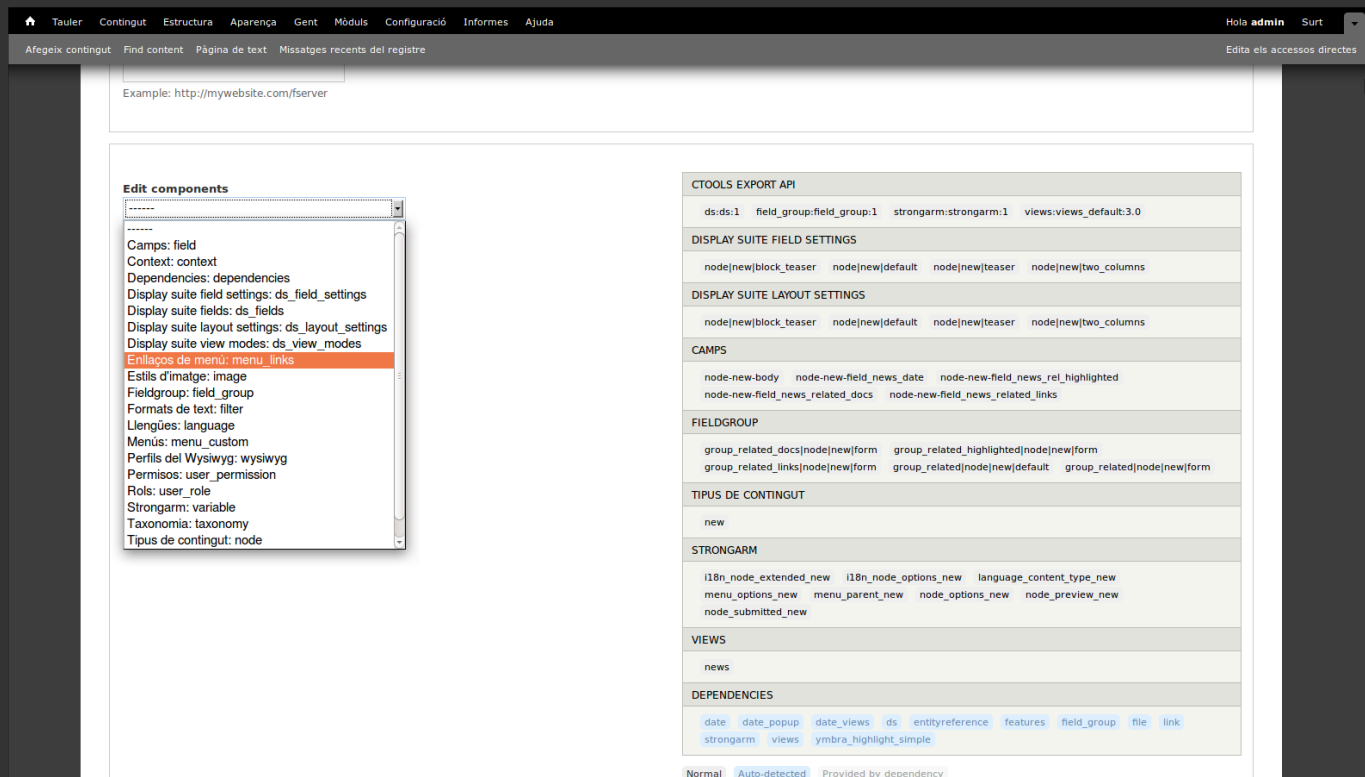 Tauler Contingut Estructura Aparença Gent Mòduls Configuració Informes Ajuda Hola admin Surt
Afegeix contingut Find content Pàgina de text Missatges recents del registre Edita els accessos directes
Example: http://mywebsite.com/fserver
Edit components
------
------
Camps: field
Context: context
Dependencies: dependencies
Display suite field settings: ds_field_settings
Display suite fields: ds_fields
Display suite layout settings: ds_layout_settings
Display suite view modes: ds_view_modes
Enllaços de menú: menu_links
Estils d'imatge: image
Fieldgroup: field_group
Formats de text: filter
Llengües: language
Menús: menu_custom
Perfils del Wysiwyg: wysiwyg
Permisos: user_permission
Rols: user_role
Strongarm: variable
Taxonomia: taxonomy
Tipus de contingut: node
CTOOLS EXPORT API
ds:ds:1 field_group:field_group:1 strongarm:strongarm:1 views:views_default:3.0
DISPLAY SUITE FIELD SETTINGS
node|new|block_teaser node|new|default node|new|teaser node|new|two_columns
DISPLAY SUITE LAYOUT SETTINGS
node|new|block_teaser node|new|default node|new|teaser node|new|two_columns
CAMPS
node-new-body node-new-field_news_date node-new-field_news_rel_highlighted
node-new-field_news_related_docs node-new-field_news_related_links
FIELDGROUP
group_related_docs|node|new|form group_related_highlighted|node|new|form
group_related_links|node|new|form group_related|node|new|default group_related|node|new|form
TIPUS DE CONTINGUT
new
STRONGARM
i18n_node_extended_new i18n_node_options_new language_content_type_new
menu_options_new menu_parent_new node_options_new node_preview_new
node_submitted_new
VIEWS
news
DEPENDENCIES
date date_popup date_views ds entityreference features field_group file link
strongarm views ymbra_highlight_simple
Normal Auto-detected Provided by dependency